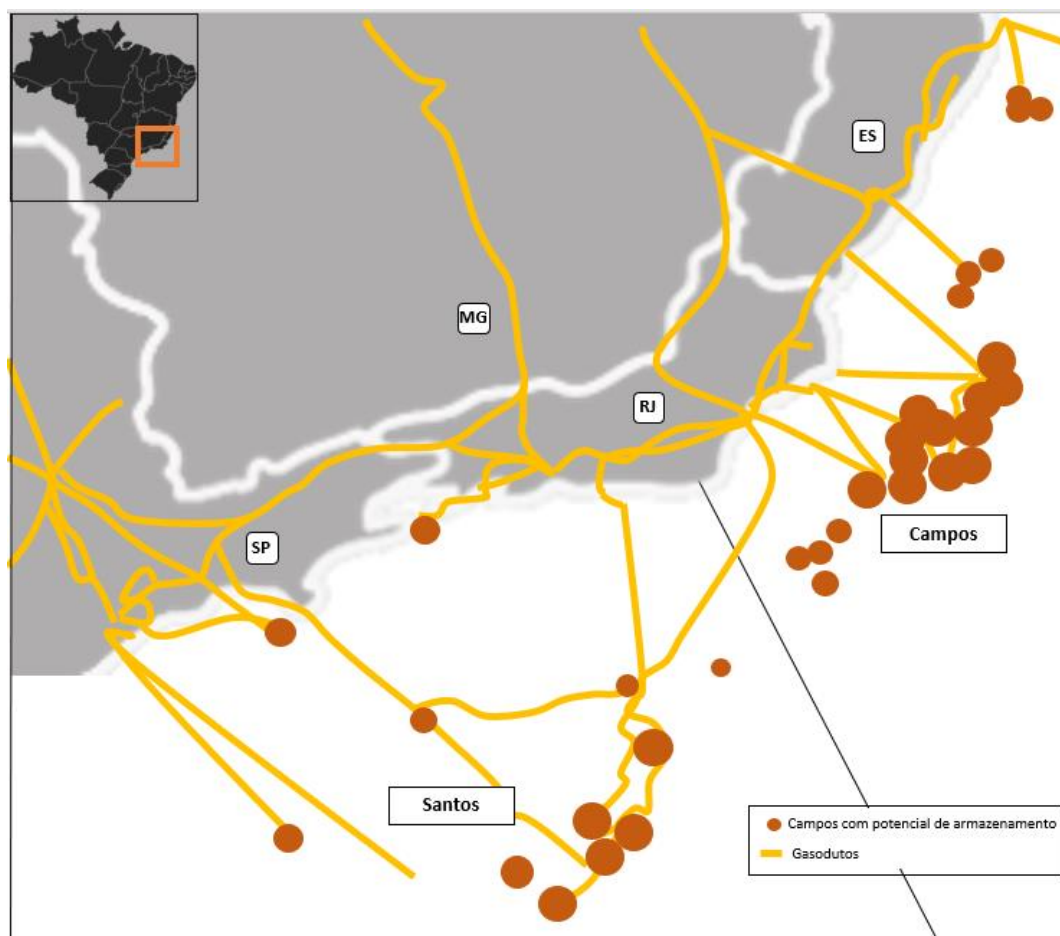 ES
MG
RJ
Campos
SP
Santos
Campos com potencial de armazenamento
Gasodutos